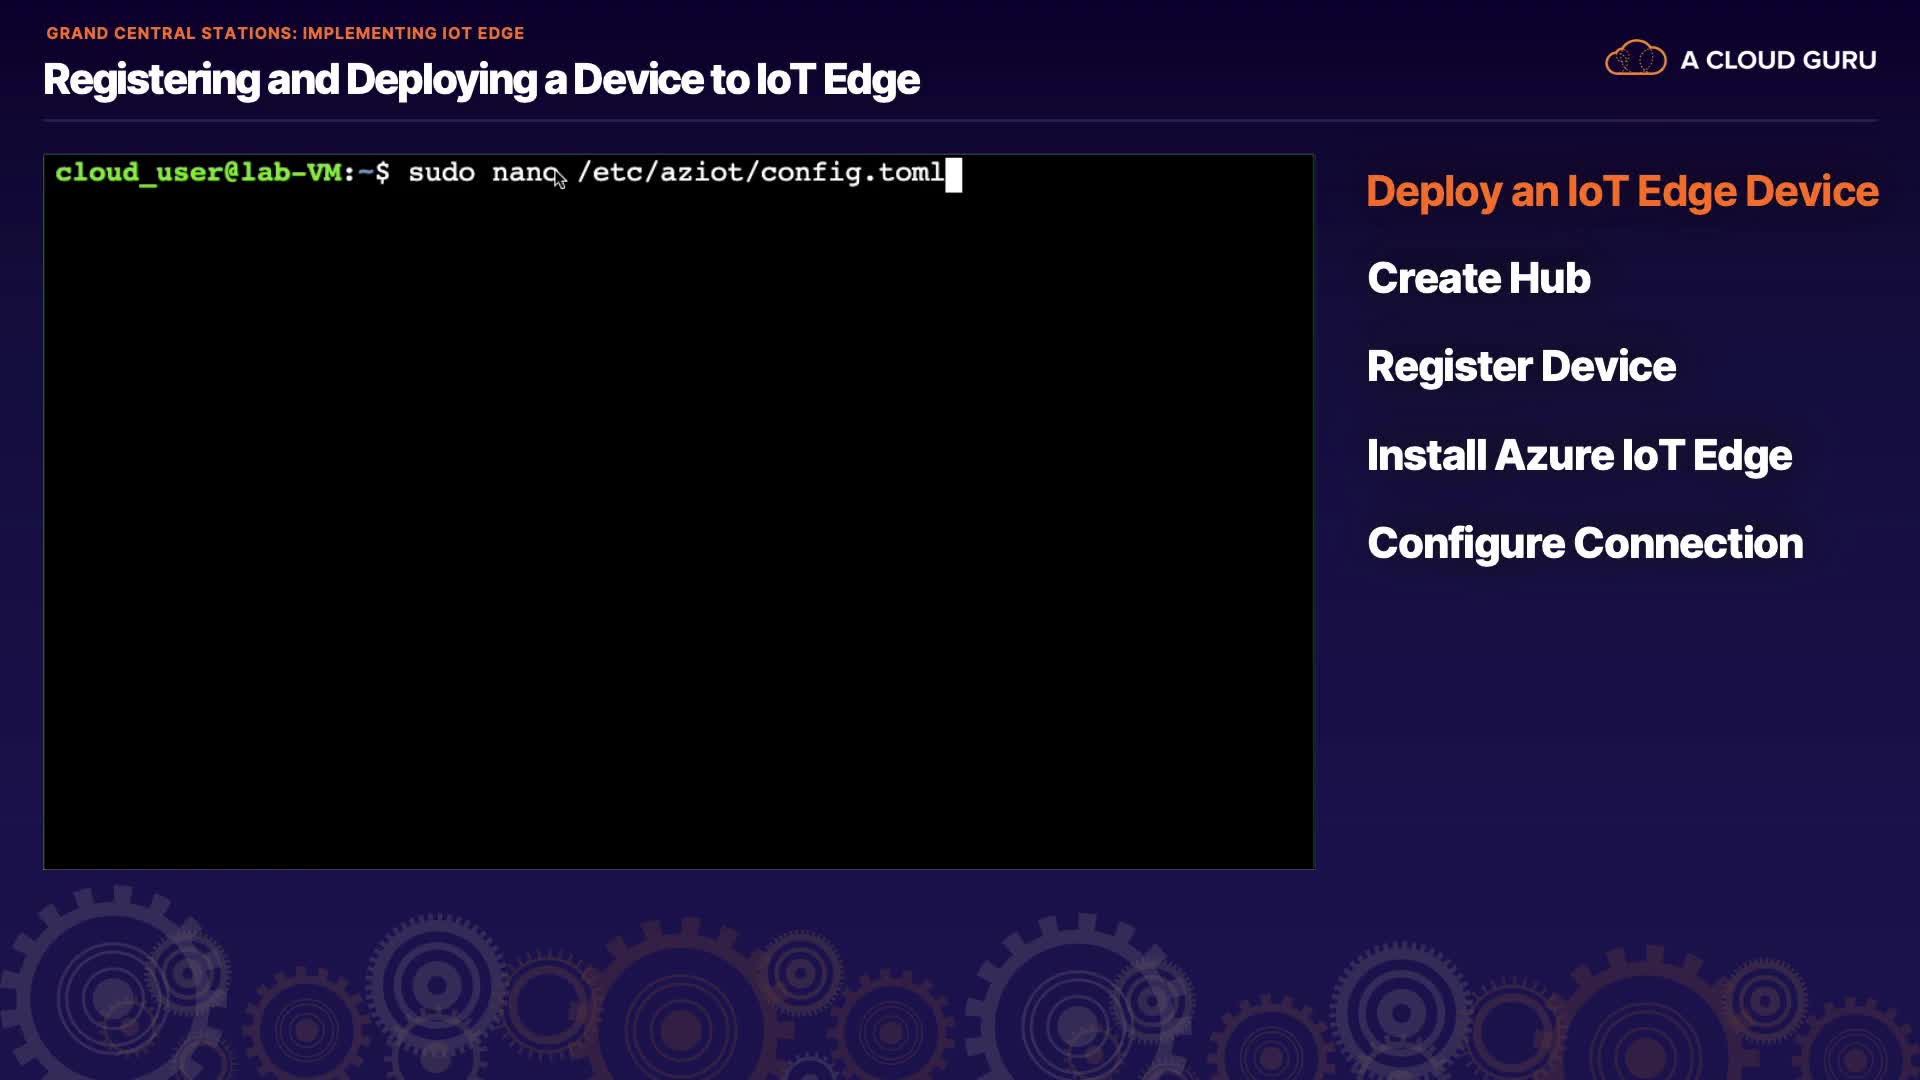 GRAND CENTRAL STATIONS: IMPLEMENTING IOT EDGE
Registering and Deploying a Device to IoT Edge
A CLOUD GURU
cloud_user@lab-VM:~$ sudo nano /etc/aziot/config.toml
Deploy an IoT Edge Device
Create Hub
Register Device
Install Azure IoT Edge
Configure Connection